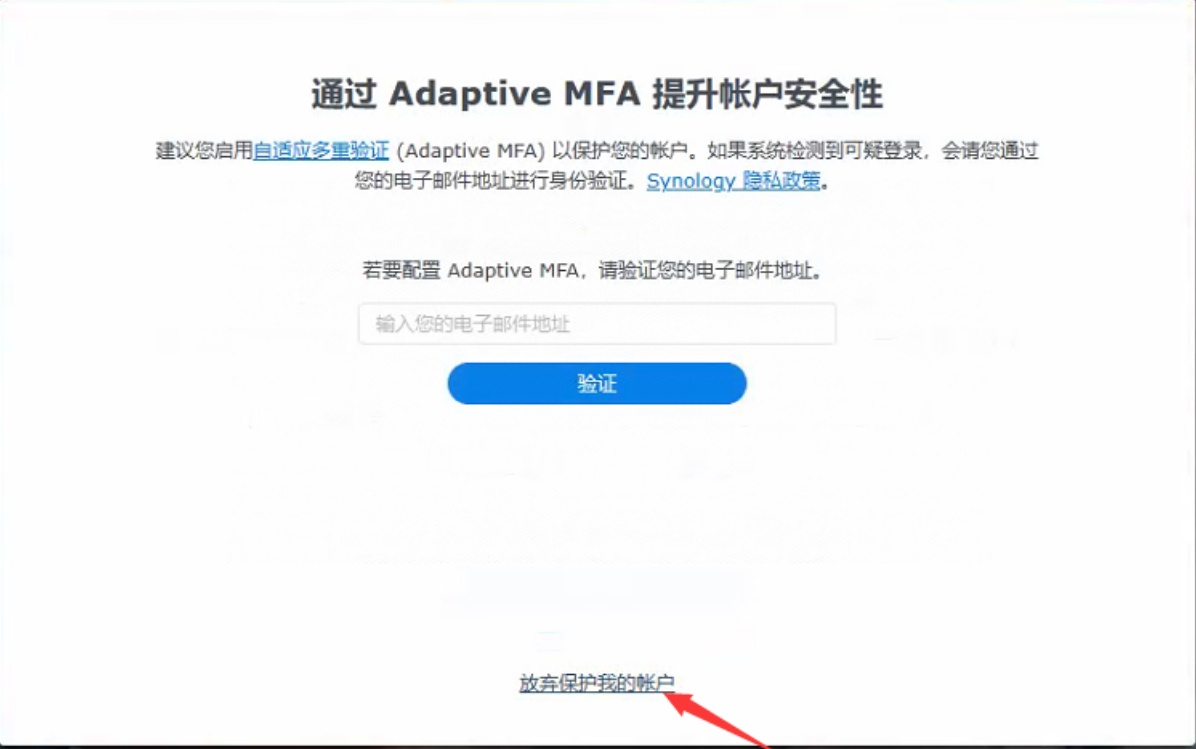 通过 Adaptive MFA 提升帐户安全性
建议您启用自适应多重验证 (Adaptive MFA) 以保护您的帐户。如果系统检测到可疑登录，会请您通过
您的电子邮件地址进行身份验证。Synology 隐私政策。
若要配置 Adaptive MFA，请验证您的电子邮件地址。
输入您的电子邮件地址
验证
放弃保护我的帐户